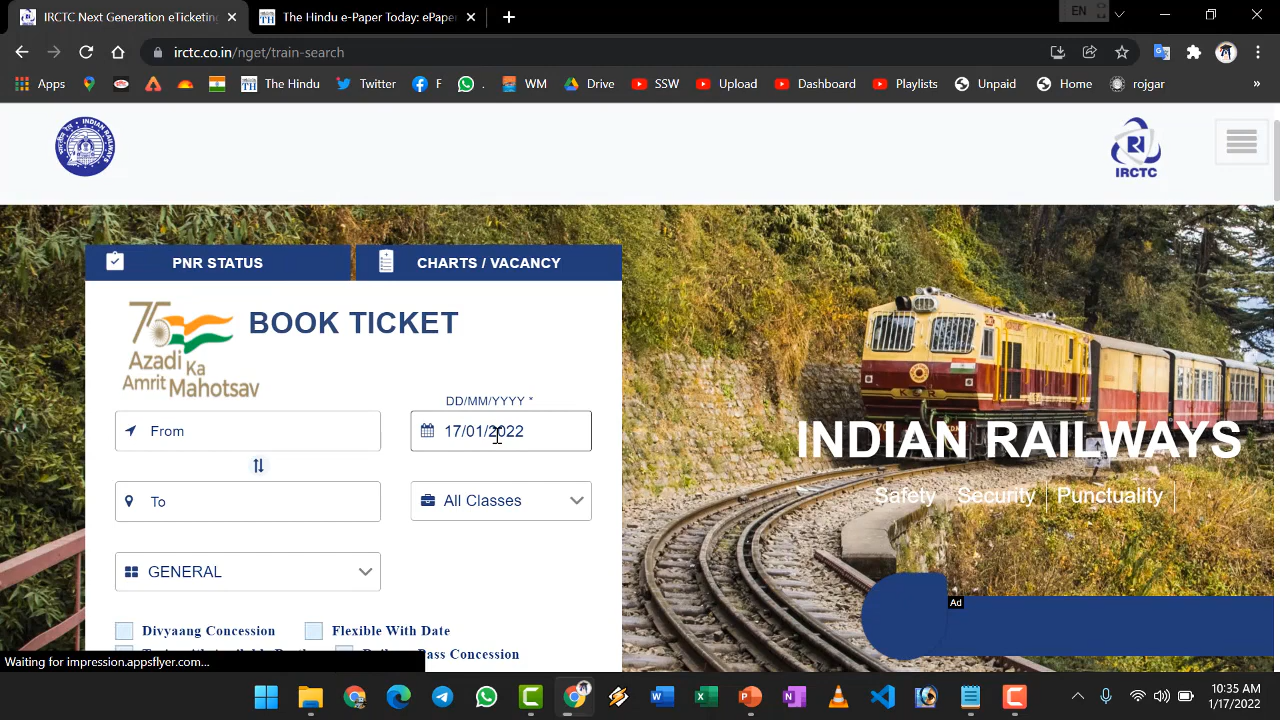 IRCTC Next Generation eTicketing
The Hindu e-Paper Today: ePaper
EN
irctc.co.in/nget/train-search
Apps
The Hindu
Twitter
F
.
WM
Drive
SSW
Upload
Dashboard
Playlists
Unpaid
Home
rojgar
»
INDIAN RAILWAYS
IRCTC
PNR STATUS
CHARTS / VACANCY
75
Azadi Ka
Amrit Mahotsav
BOOK TICKET
DD/MM/YYYY *
From
17/01/2022
To
All Classes
GENERAL
INDIAN RAILWAYS
Safety | Security | Punctuality |
Ad
Divyaang Concession
Flexible With Date
Pass Concession
Waiting for impression.appsflyer.com...
10:35 AM
1/17/2022